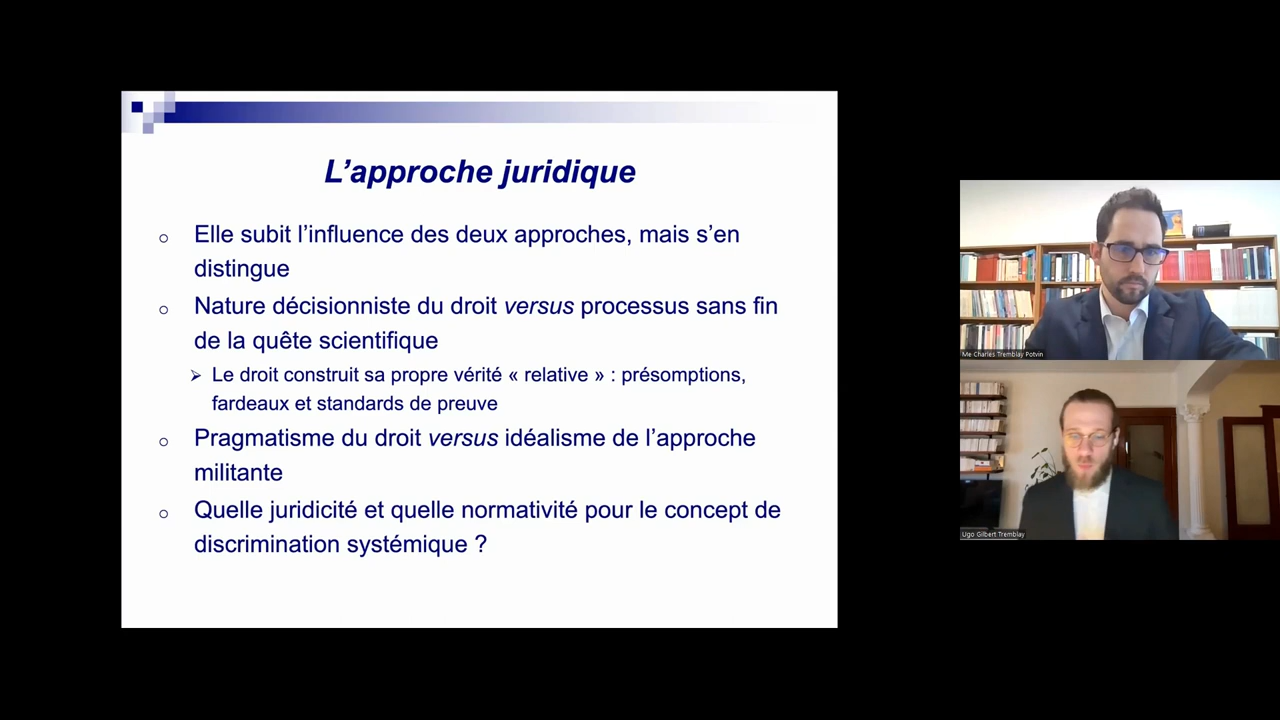 L'approche juridique
Elle subit l'influence des deux approches, mais s'en
distingue
Nature décisionniste du droit versus processus sans fin
de la quête scientifique
Le droit construit sa propre vérité « relative » : présomptions,
fardeaux et standards de preuve
Pragmatisme du droit versus idéalisme de l'approche
militante
Quelle juridicité et quelle normativité pour le concept de
discrimination systémique ?
Me Charles Tremblay Potvin
Ugo Gilbert Tremblay